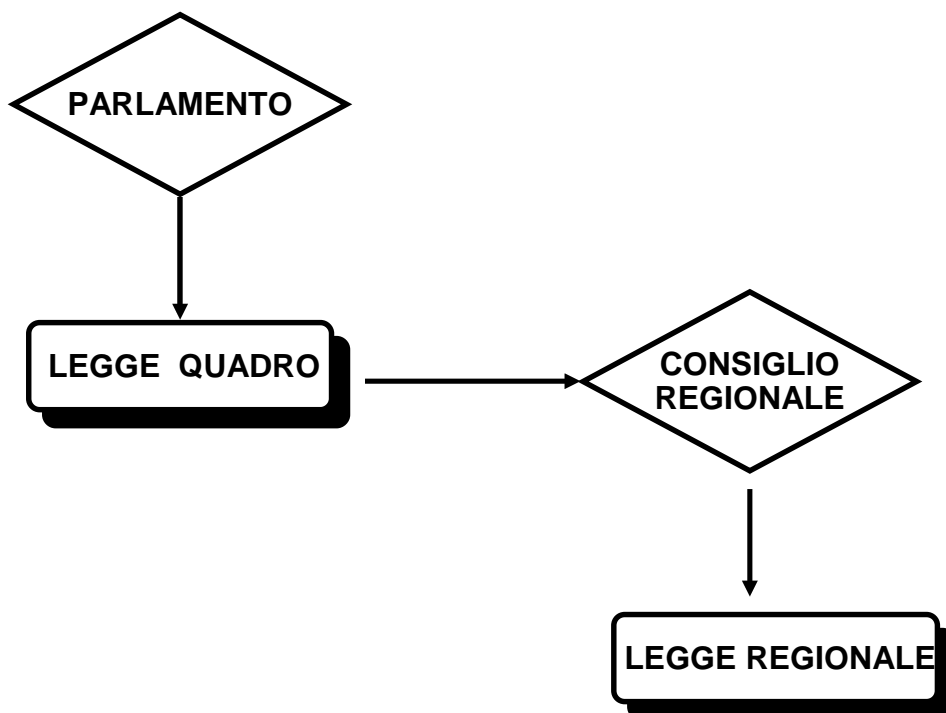 PARLAMENTO
LEGGE QUADRO
CONSIGLIO
REGIONALE
LEGGE REGIONALE